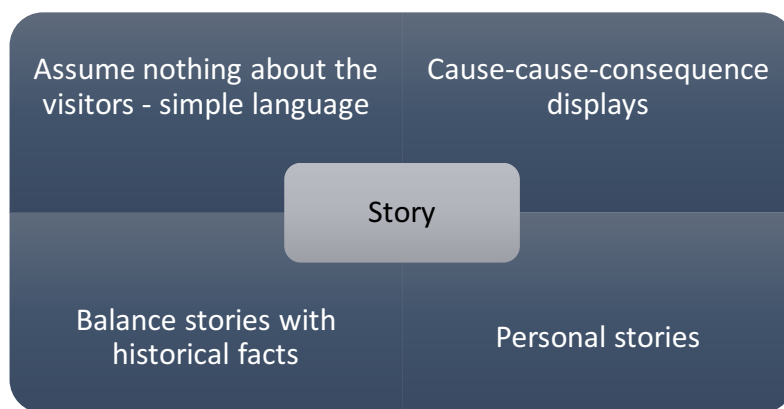 Assume nothing about the
visitors - simple language
Cause-cause-consequence
displays
Story
Balance stories with
historical facts
Personal stories